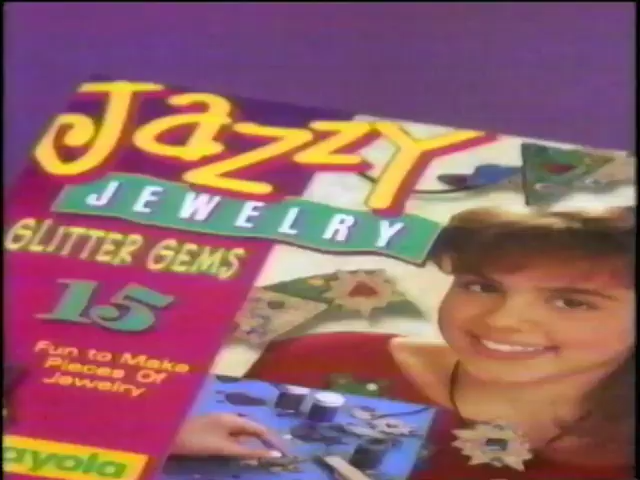 Jazzy
JEWELRY
GLITTER GEMS
15
Fun to Make
Pieces Of
Jewelry
ayola